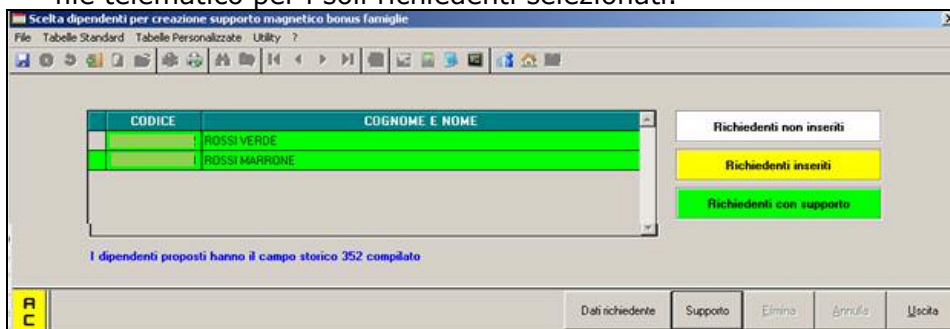 file telematico per i soli richiedenti selezionati.
Scelta dipendenti per creazione supporto magnetico bonus famiglie
File Tabelle Standard Tabelle Personalizzate Utility ?
CODICE COGNOME E NOME
ROSSI VERDE
ROSSI MARRONE
Richiedenti non inseriti
Richiedenti inseriti
Richiedenti con supporto
I dipendenti proposti hanno il campo storico 352 compilato
A C
Dati richiedente Supporto Elimina Annulla Uscita